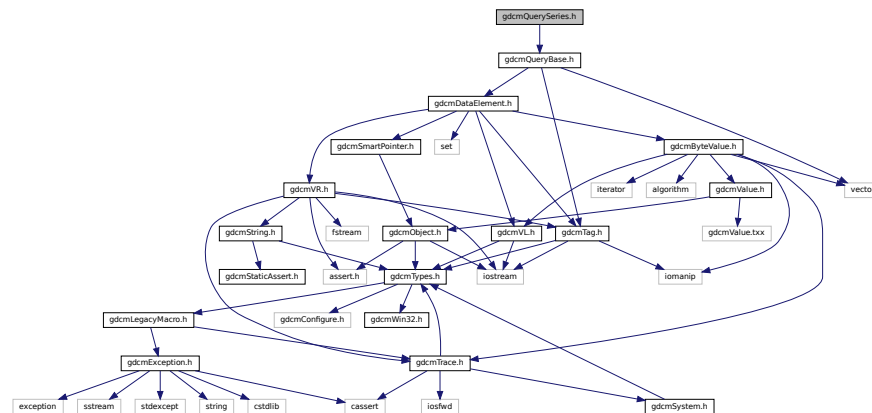 gdcmQuerySeries.h
gdcmQueryBase.h
gdcmDataElement.h
gdcmSmartPointer.h
set
gdcmByteValue.h
gdcmVR.h
iterator
algorithm
gdcmValue.h
vector
gdcmString.h
fstream
gdcmObject.h
gdcmVL.h
gdcmTag.h
gdcmValue.txx
gdcmStaticAssert.h
assert.h
gdcmTypes.h
iostream
iomanip
gdcmLegacyMacro.h
gdcmConfigure.h
gdcmWin32.h
gdcmException.h
gdcmTrace.h
exception
sstream
stdexcept
string
cstdlib
cassert
iosfwd
gdcmSystem.h